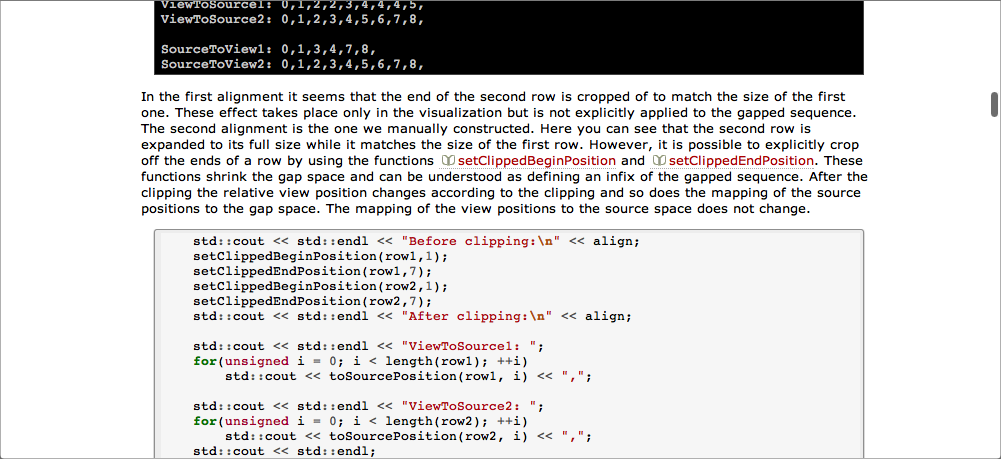 ViewToSource1: 0,1,2,2,3,4,4,4,5,
ViewToSource2: 0,1,2,3,4,5,6,7,8,
SourceToView1: 0,1,3,4,7,8,
SourceToView2: 0,1,2,3,4,5,6,7,8,
In the first alignment it seems that the end of the second row is cropped of to match the size of the first
one. These effect takes place only in the visualization but is not explicitly applied to the gapped sequence.
The second alignment is the one we manually constructed. Here you can see that the second row is
expanded to its full size while it matches the size of the first row. However, it is possible to explicitly crop
off the ends of a row by using the functions setClippedBeginPosition and setClippedEndPosition. These
functions shrink the gap space and can be understood as defining an infix of the gapped sequence. After the
clipping the relative view position changes according to the clipping and so does the mapping of the source
positions to the gap space. The mapping of the view positions to the source space does not change.
std::cout << std::endl << "Before clipping:\n" << align;
setClippedBeginPosition(row1,1);
setClippedEndPosition(row1,7);
setClippedBeginPosition(row2,1);
setClippedEndPosition(row2,7);
std::cout << std::endl << "After clipping:\n" << align;
std::cout << std::endl << "ViewToSource1: ";
for(unsigned i = 0; i < length(row1); ++i)
std::cout << toSourcePosition(row1, i) << ",";
std::cout << std::endl << "ViewToSource2: ";
for(unsigned i = 0; i < length(row2); ++i)
std::cout << toSourcePosition(row2, i) << ",";
std::cout << std::endl;